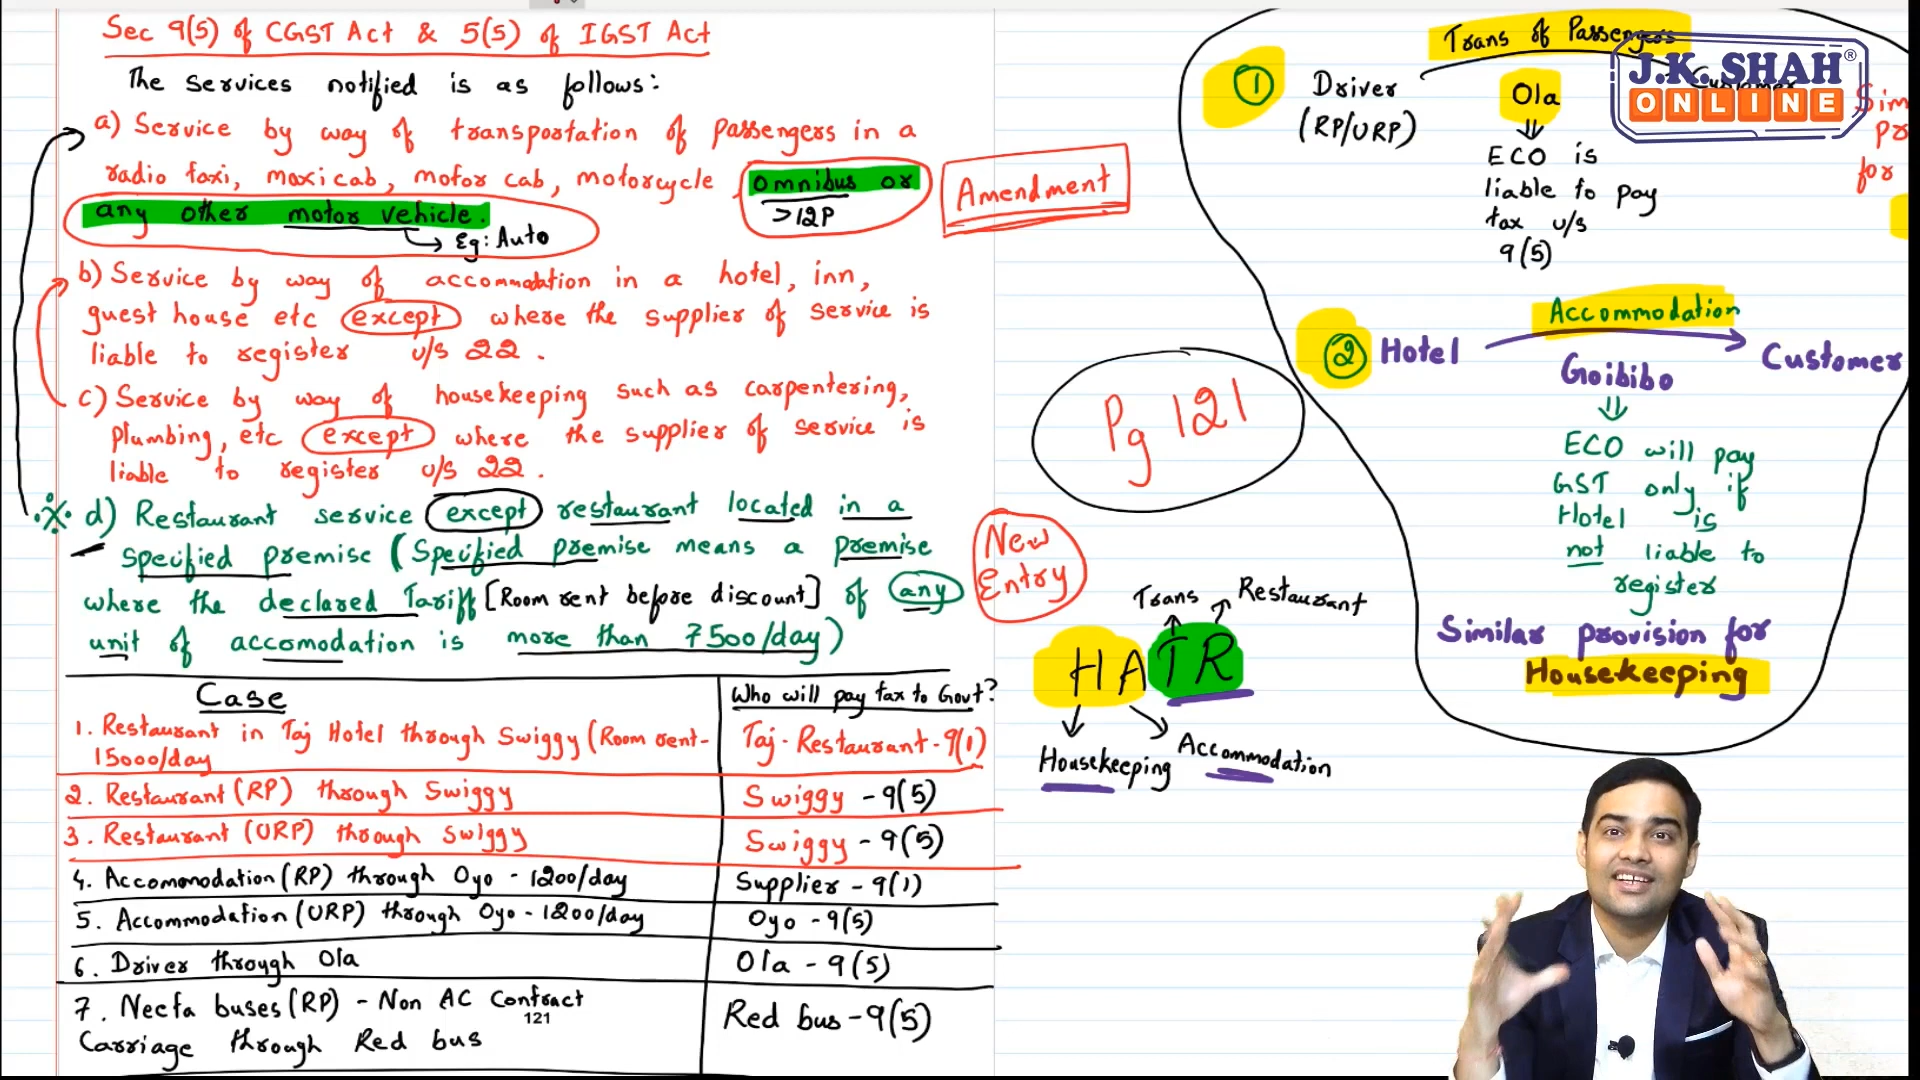 Sec 9(5) of CGST Act & 5(5) of IGST Act
The services notified is as follows:
a) Service by way of transportation of passengers in a
radio taxi, maxicab, motor cab, motorcycle, omnibus or
>12P
any other motor vehicle.
Eg: Auto
Amendment
b) Service by way of accommodation in a hotel, inn,
guest house etc except where the supplier of service is
liable to register u/s 22.
c) Service by way of housekeeping such as carpentering,
plumbing, etc except where the supplier of service is
liable to register u/s 22.
d) Restaurant service except restaurant located in a
specified premise (Specified premise means a premise
where the declared Tariff [Room rent before discount] of any
unit of accomodation is more than 7500/day)
New
Entry
Case
Who will pay tax to Govt?
1. Restaurant in Taj Hotel through Swiggy (Room rent-
15000/day
Taj-Restaurant-9(1)
2. Restaurant (RP) through Swiggy
Swiggy - 9(5)
3. Restaurant (URP) through Swiggy
Swiggy - 9(5)
4. Accommodation (RP) through Oyo - 1200/day
Supplier - 9(1)
5. Accommodation (URP) through Oyo - 1200/day
Oyo - 9(5)
6. Driver through Ola
Ola - 9(5)
7. Neeta buses (RP) - Non AC Contract
Carriage through Red bus
Red bus - 9(5)
121
Pg 121
Trans
Restaurant
HATR
Housekeeping
Accommodation
Trans of Passengers
1
Driver
(RP/URP)
Ola
Customer
ECO is
liable to pay
tax u/s
9(5)
Accommodation
2 Hotel
Goibibo
Customer
ECO will pay
GST only if
Hotel is
not liable to
register
Similar provision for
Housekeeping
for
J.K. SHAH®
ONLINE